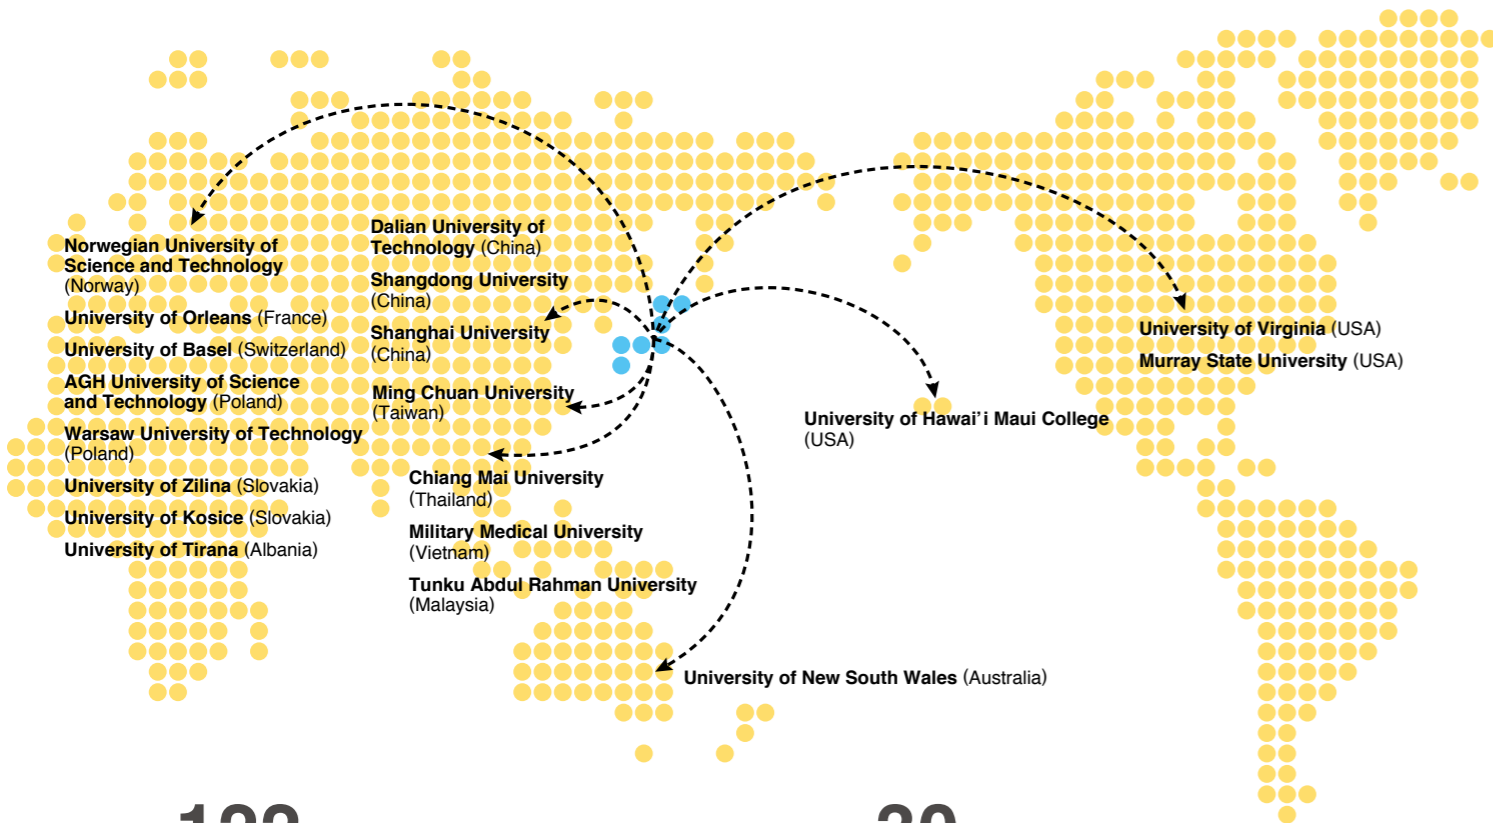 Norwegian University of
Science and Technology
(Norway)
University of Orleans (France)
University of Basel (Switzerland)
AGH University of Science
and Technology (Poland)
Warsaw University of Technology
(Poland)
University of Zilina (Slovakia)
University of Kosice (Slovakia)
University of Tirana (Albania)
Dalian University of
Technology (China)
Shangdong University
(China)
Shanghai University
(China)
Ming Chuan University
(Taiwan)
Chiang Mai University
(Thailand)
Military Medical University
(Vietnam)
Tunku Abdul Rahman University
(Malaysia)
University of New South Wales (Australia)
University of Hawai’i Maui College
(USA)
University of Virginia (USA)
Murray State University (USA)